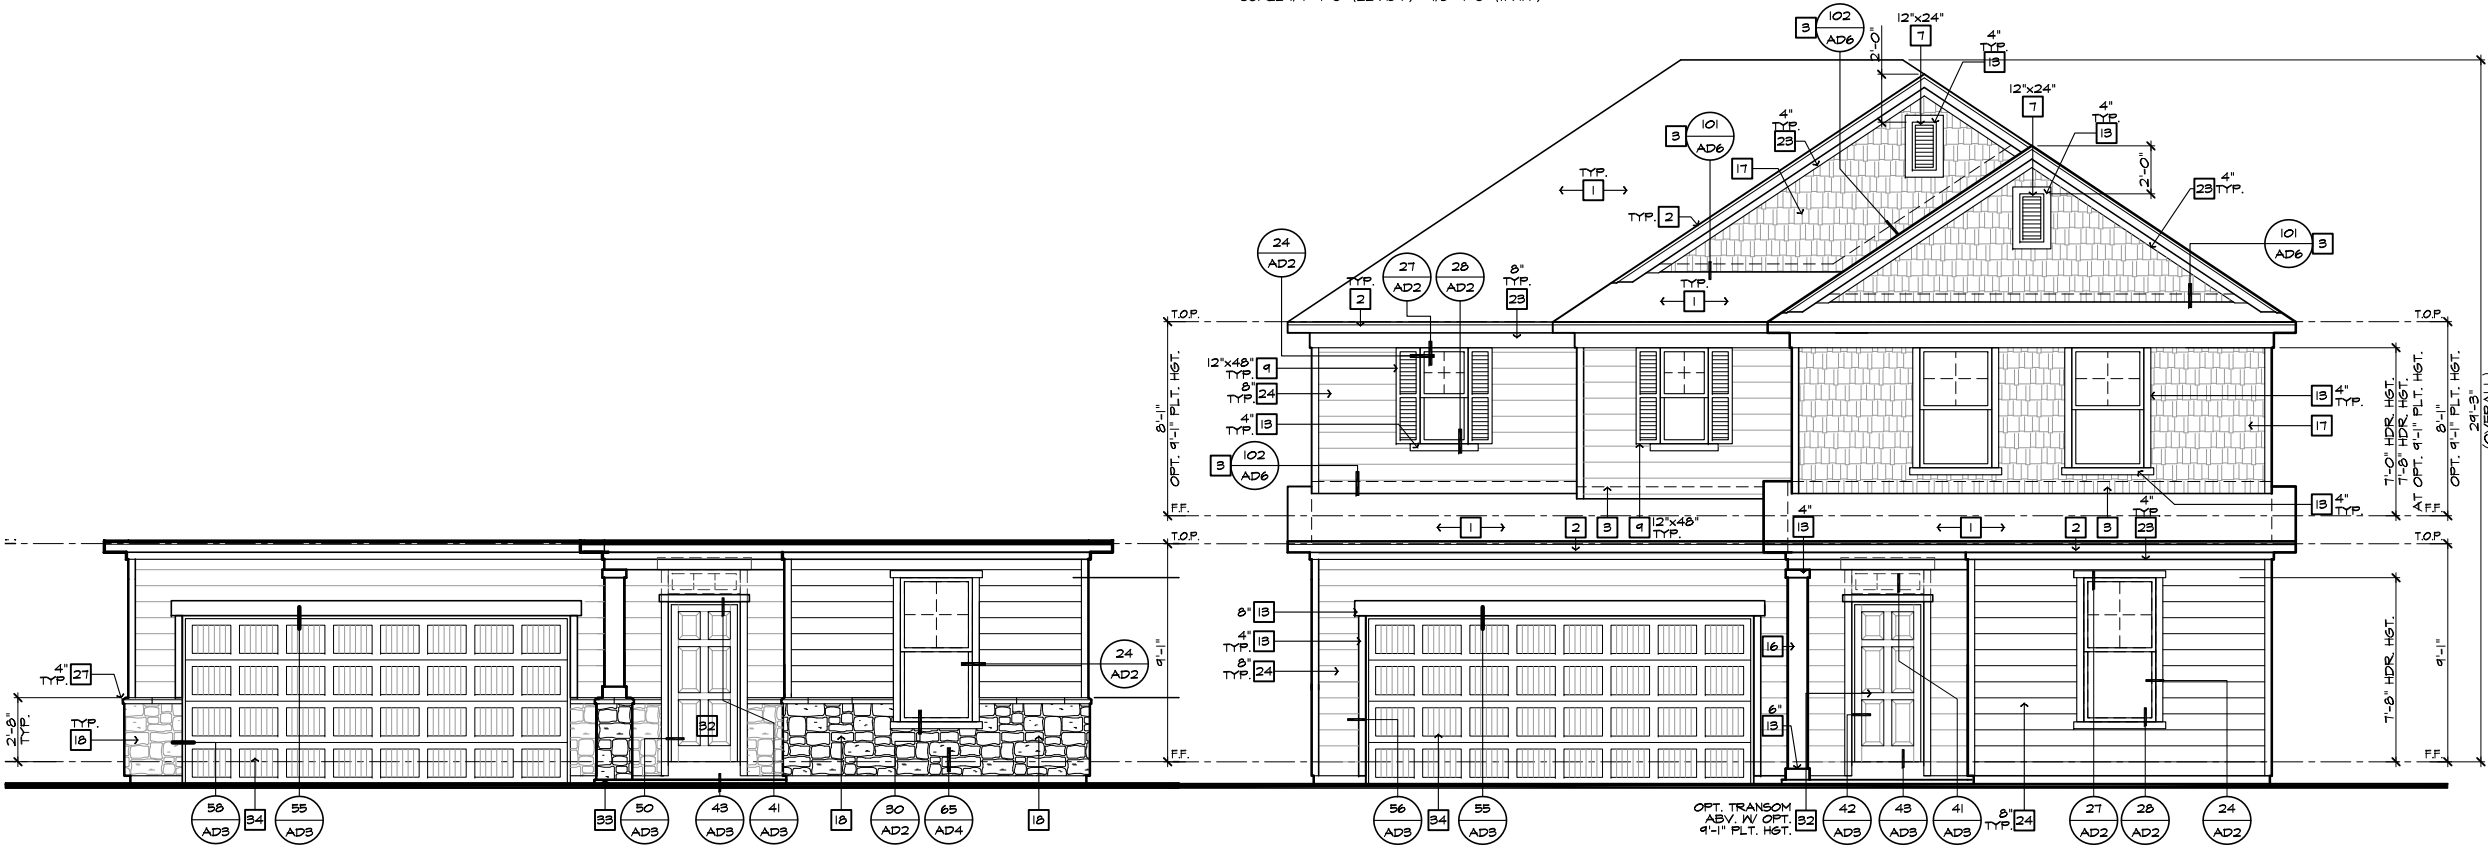 102
AD6
3
12"x24"
7
4"
TYP.
13
2'-0"
12"x24"
7
4"
TYP.
13
101
AD6
3
4"
TYP.
23
17
2'-0"
TYP.
1
TYP. 2
23 4"
TYP.
101
AD6
3
24
AD2
27
AD2
28
AD2
TYP.
2
8"
TYP.
23
TYP.
1
T.O.P.
T.O.P.
8'-1"
OPT. 9'-1" PLT. HGT.
12"x48"
TYP. 9
8"
TYP. 24
4"
TYP. 13
3
102
AD6
F.F.
13 4"
TYP.
17
13 4"
TYP.
7'-0" HDR. HGT.
7'-8" HDR. HGT.
AT OPT. 9'-1" PLT. HGT.
8'-1"
OPT. 9'-1" PLT. HGT.
29'-3"
F.F.
1
2
3
9 12"x48"
TYP.
4"
13
1
2
3
4"
TYP.
23
T.O.P.
T.O.P.
4"
TYP. 27
2'-8"
TYP.
TYP.
18
32
24
AD2
9'-1"
F.F.
8" 13
4"
TYP. 13
8"
TYP. 24
16
6"
13
24
7'-8" HDR. HGT.
9'-1"
F.F.
58
AD3
34
55
AD3
33
50
AD3
43
AD3
41
AD3
18
30
AD2
65
AD4
18
56
AD3
34
55
AD3
OPT. TRANSOM
ABV. W/ OPT.
9'-1" PLT. HGT.
32
42
AD3
43
AD3
41
AD3
8"
TYP. 24
27
AD2
28
AD2
24
AD2